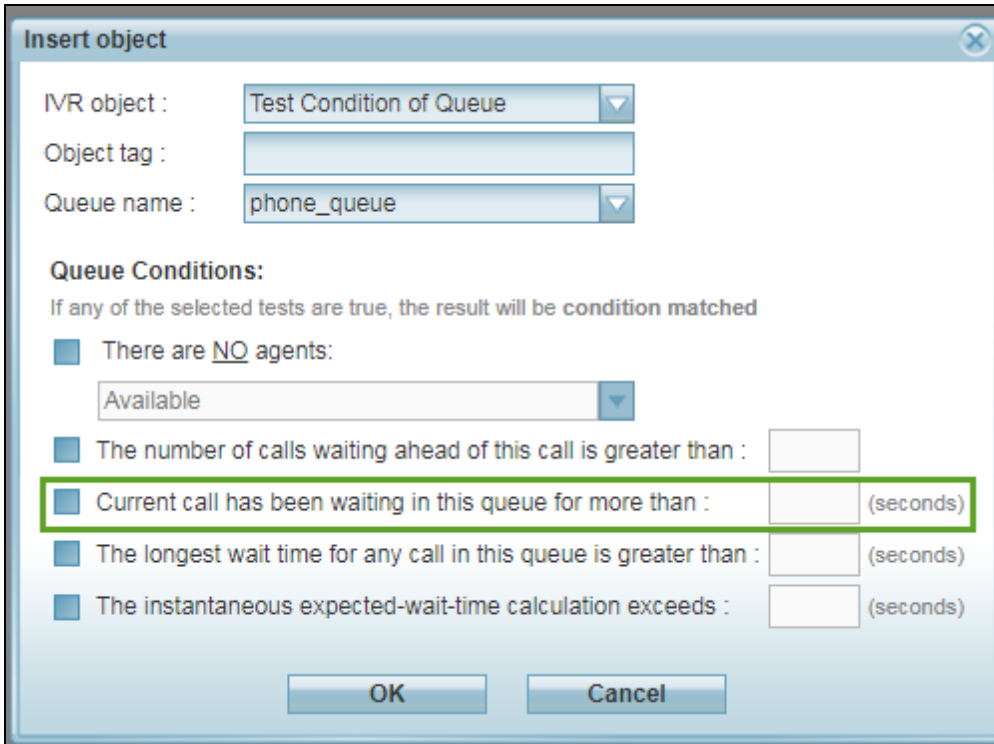 Insert object
IVR object : Test Condition of Queue
Object tag :
Queue name : phone_queue
Queue Conditions:
If any of the selected tests are true, the result will be condition matched
There are NO agents:
Available
The number of calls waiting ahead of this call is greater than :
Current call has been waiting in this queue for more than : (seconds)
The longest wait time for any call in this queue is greater than : (seconds)
The instantaneous expected-wait-time calculation exceeds : (seconds)
OK Cancel